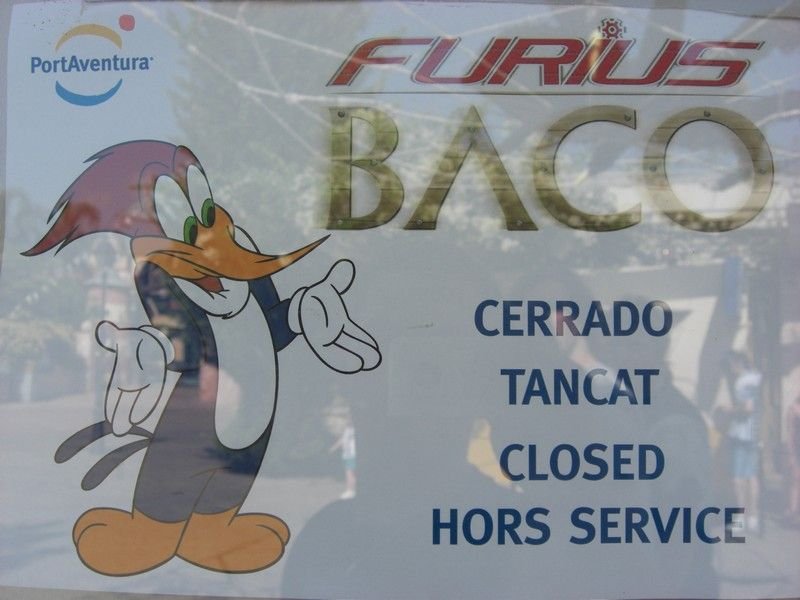 PortAventura
FURIUS
BACO
CERRADO
TANCAT
CLOSED
HORS SERVICE